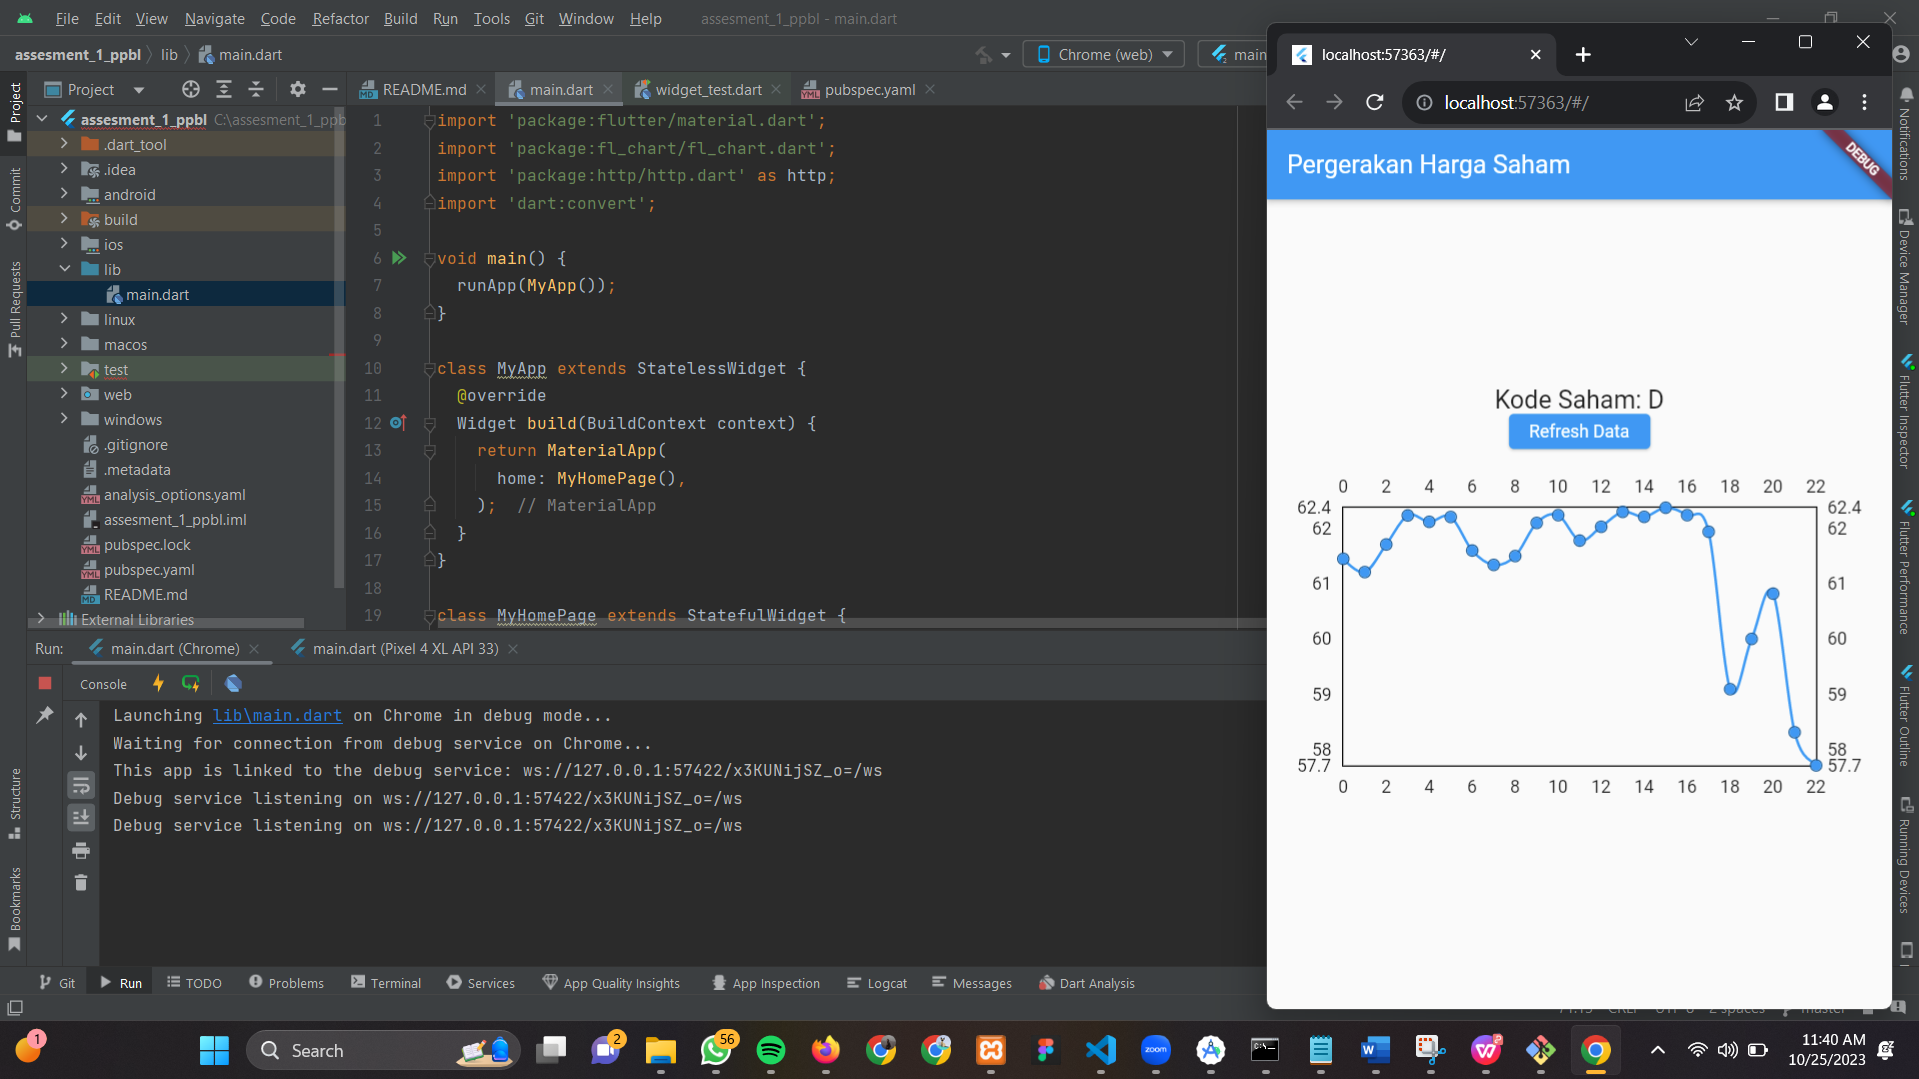 File Edit View Navigate Code Refactor Build Run Tools Git Window Help assesment_1_ppbl - main.dart
assesment_1_ppbl lib main.dart Chrome (web) main
Project README.md main.dart widget_test.dart pubspec.yaml
Project
Commit
Pull Requests
Structure
Bookmarks
assesment_1_ppbl C:\assesment_1_ppb
.dart_tool
.idea
android
build
ios
lib
main.dart
linux
macos
test
web
windows
.gitignore
.metadata
analysis_options.yaml
assesment_1_ppbl.iml
pubspec.lock
pubspec.yaml
README.md
External Libraries
1 import 'package:flutter/material.dart';
2 import 'package:fl_chart/fl_chart.dart';
3 import 'package:http/http.dart' as http;
4 import 'dart:convert';
5
6 void main() {
7 runApp(MyApp());
8 }
9
10 class MyApp extends StatelessWidget {
11 @override
12 Widget build(BuildContext context) {
13 return MaterialApp(
14 home: MyHomePage(),
15 ); // MaterialApp
16 }
17 }
18
19 class MyHomePage extends StatefulWidget {
Run: main.dart (Chrome) main.dart (Pixel 4 XL API 33)
Console
Launching lib\main.dart on Chrome in debug mode...
Waiting for connection from debug service on Chrome...
This app is linked to the debug service: ws://127.0.0.1:57422/x3KUNijSZ_o=/ws
Debug service listening on ws://127.0.0.1:57422/x3KUNijSZ_o=/ws
Debug service listening on ws://127.0.0.1:57422/x3KUNijSZ_o=/ws
Git Run TODO Problems Terminal Services App Quality Insights App Inspection Logcat Messages Dart Analysis
localhost:57363/#/
localhost:57363/#/
Pergerakan Harga Saham
DEBUG
Kode Saham: D
Refresh Data
0 2 4 6 8 10 12 14 16 18 20 22
62.4 62.4
62 62
61 61
60 60
59 59
58 58
57.7 57.7
0 2 4 6 8 10 12 14 16 18 20 22
Notifications
Device Manager
Flutter Inspector
Flutter Performance
Flutter Outline
Running Devices
1 Search 2 56 zoom
11:40 AM
10/25/2023